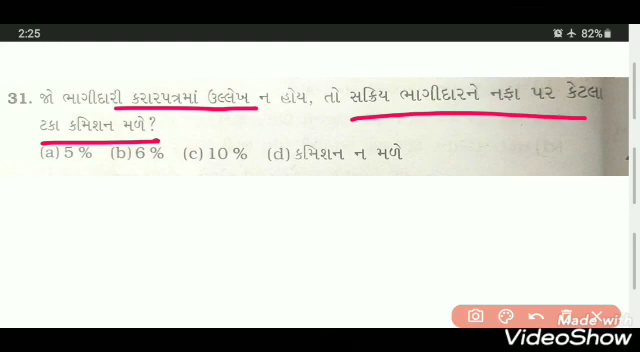 2:25 82%
31. જો ભાગીદારી કરારપત્રમાં ઉલ્લેખ ન હોય, તો સક્રિય ભાગીદારને નફા પર કેટલા
ટકા કમિશન મળે?
(a) 5 % (b) 6 % (c) 10 % (d) કમિશન ન મળે
Made with
VideoShow